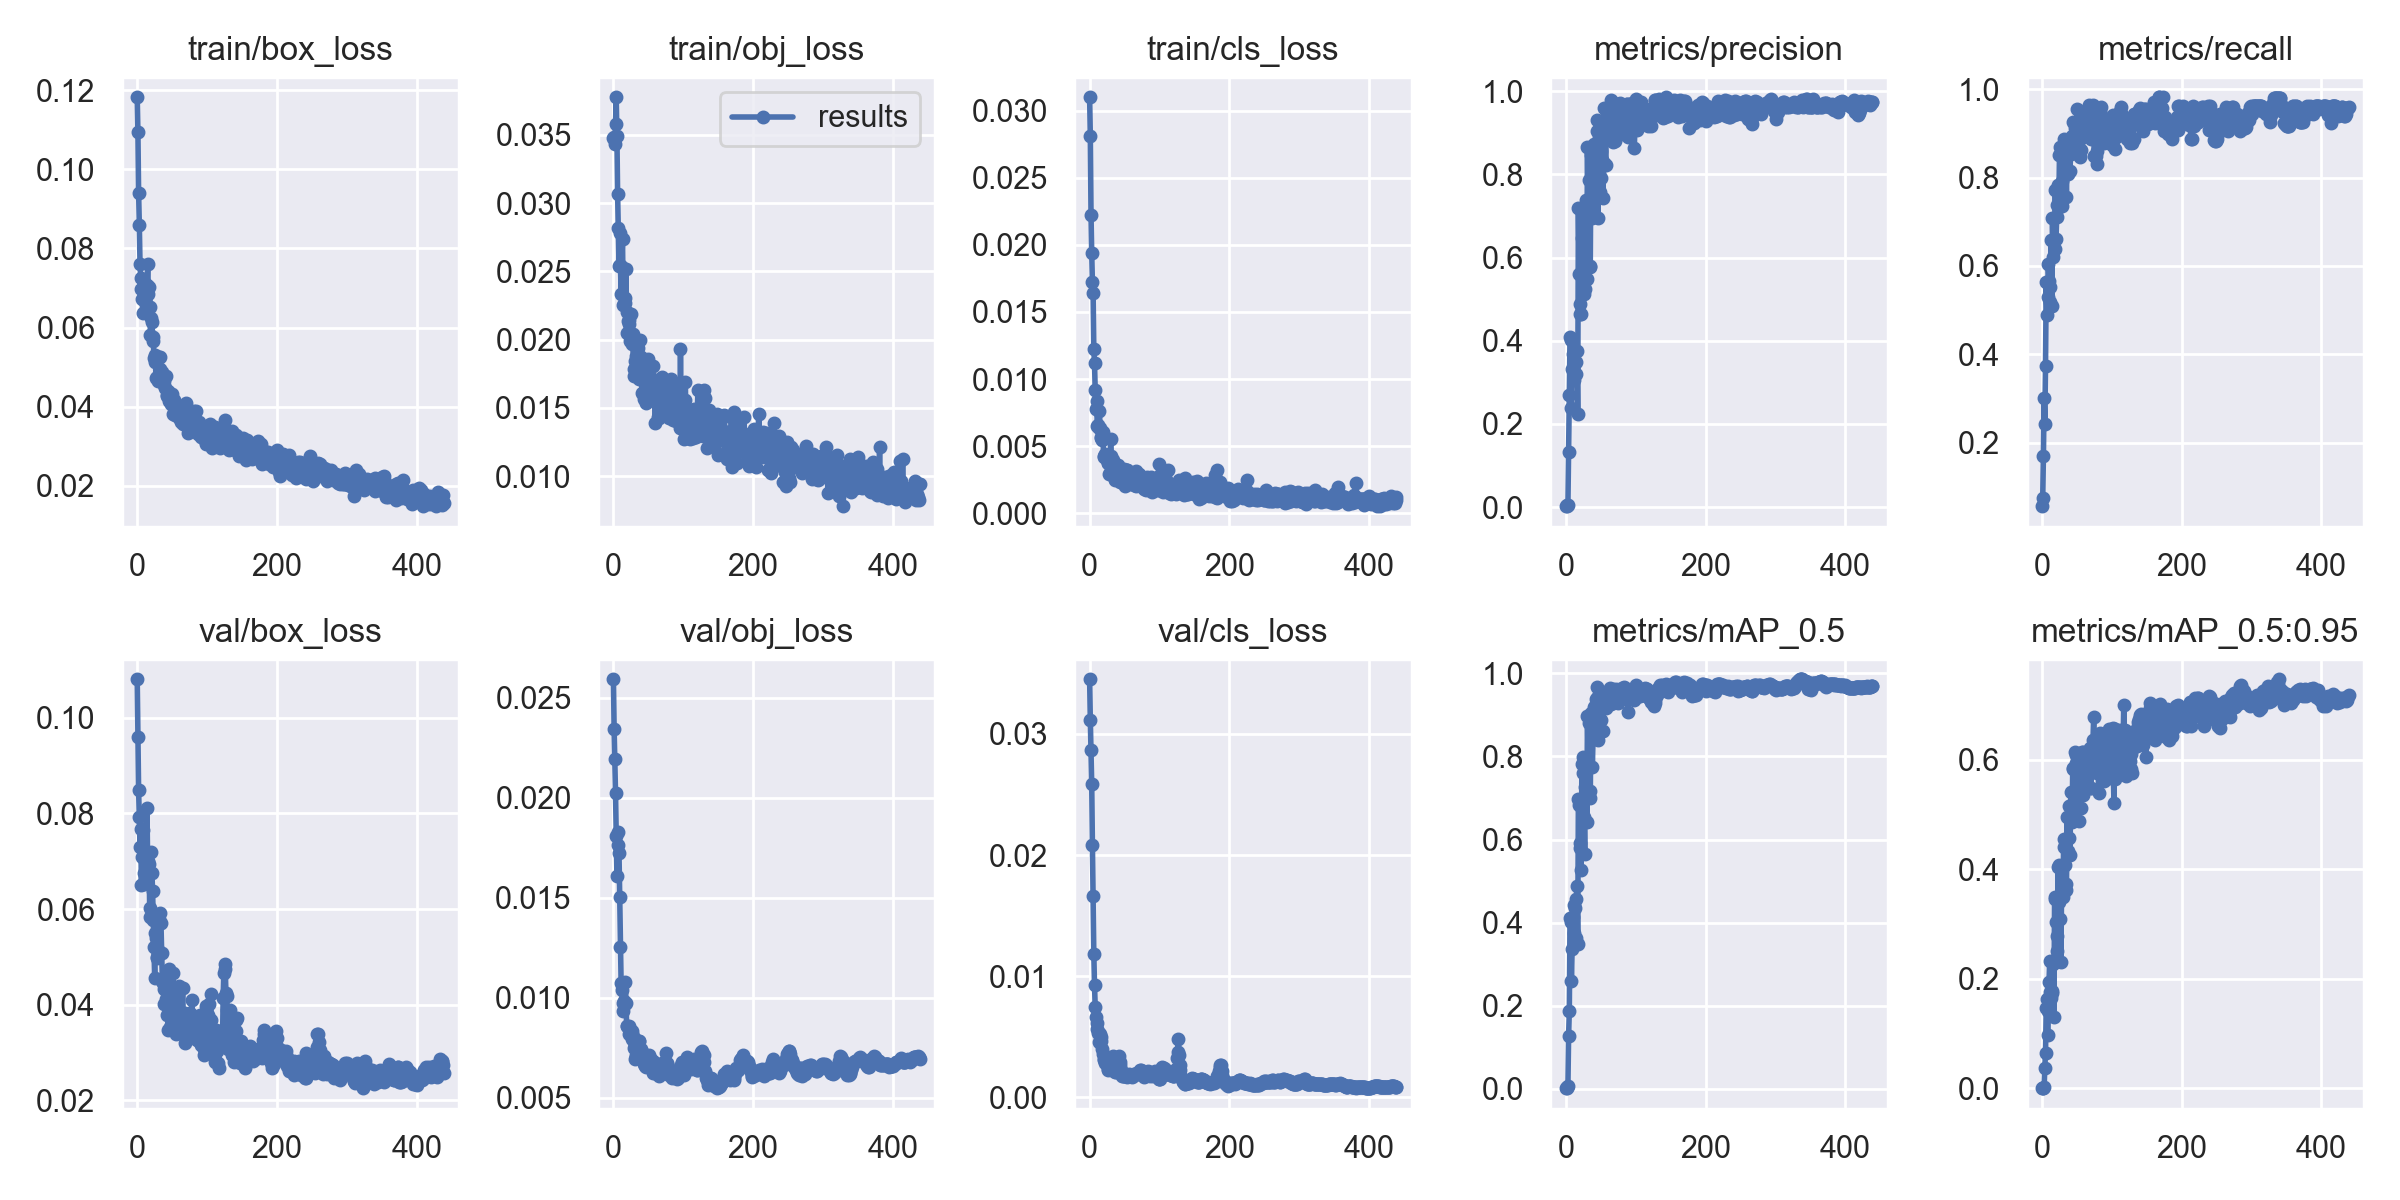 train/box_loss
0.12
0.10
0.08
0.06
0.04
0.02
0 200 400
train/obj_loss
results
0.035
0.030
0.025
0.020
0.015
0.010
0 200 400
train/cls_loss
0.030
0.025
0.020
0.015
0.010
0.005
0.000
0 200 400
metrics/precision
1.0
0.8
0.6
0.4
0.2
0.0
0 200 400
metrics/recall
1.0
0.8
0.6
0.4
0.2
0 200 400
val/box_loss
0.10
0.08
0.06
0.04
0.02
0 200 400
val/obj_loss
0.025
0.020
0.015
0.010
0.005
0 200 400
val/cls_loss
0.03
0.02
0.01
0.00
0 200 400
metrics/mAP_0.5
1.0
0.8
0.6
0.4
0.2
0.0
0 200 400
metrics/mAP_0.5:0.95
0.6
0.4
0.2
0.0
0 200 400